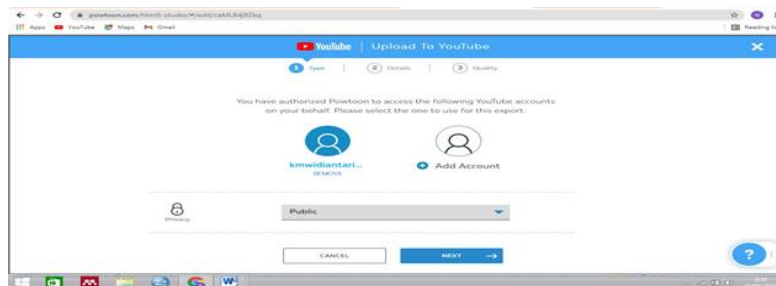 powtoon.com/html5-studio/#/edit/caMLB4j8Zkq
Apps YouTube Maps Gmail Reading
YouTube | Upload To YouTube
1 Type | 2 Details | 3 Quality
You have authorized Powtoon to access the following YouTube accounts
on your behalf. Please select the one to use for this export.
kmwidiantari... Add Account
REMOVE
Privacy Public
CANCEL NEXT